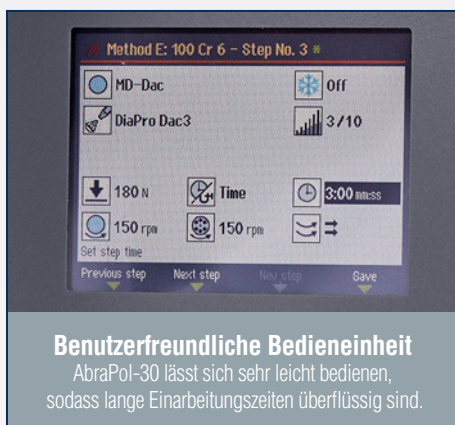 * Method E: 100 Cr 6 - Step No. 3 *
MD-Dac
Off
DiaPro Dac3
3/10
180 N
Time
3:00 mm:ss
150 rpm
150 rpm
Set step time
Previous step Next step New step Save
Benutzerfreundliche Bedieneinheit
AbraPol-30 lässt sich sehr leicht bedienen,
sodass lange Einarbeitungszeiten überflüssig sind.